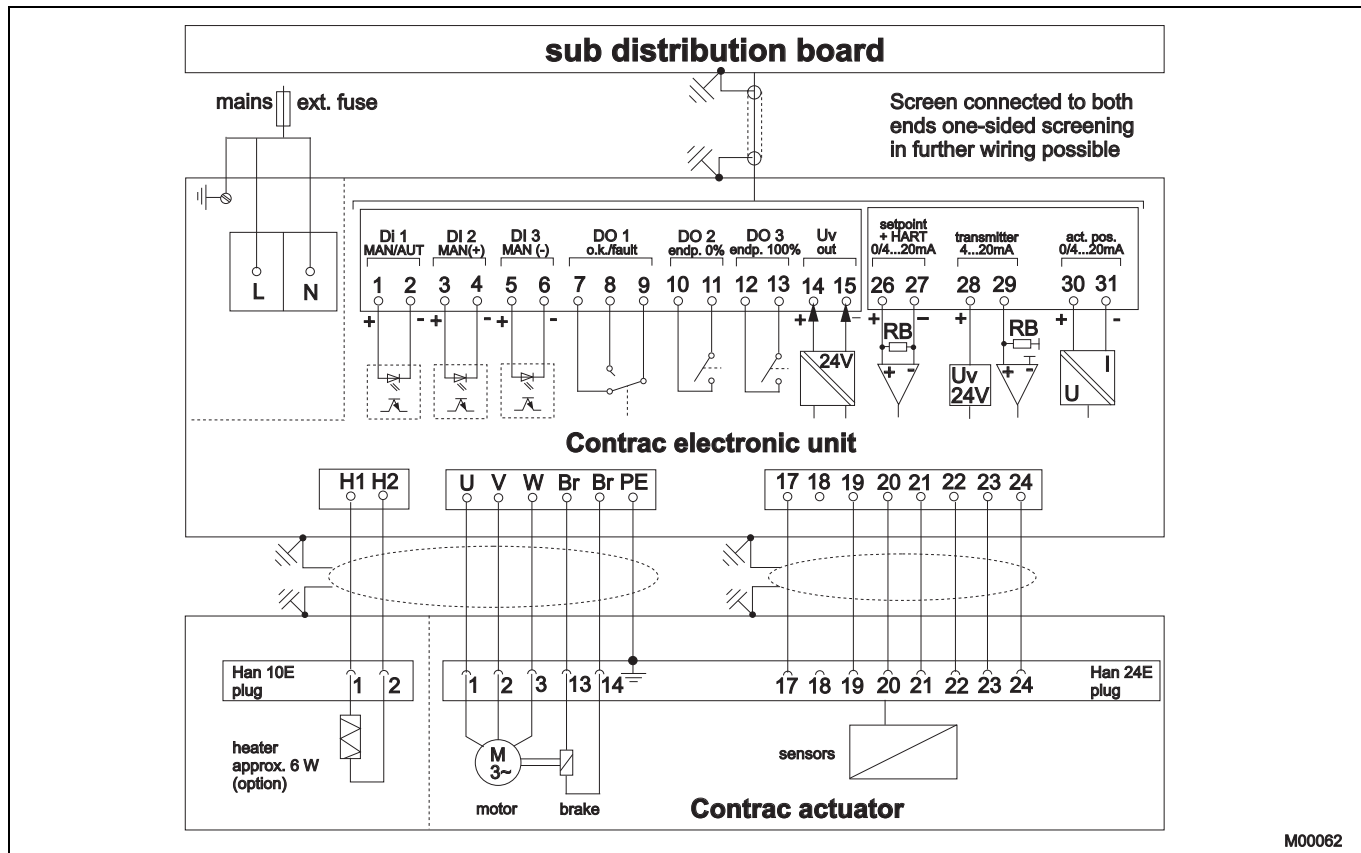 sub distribution board
mains ext. fuse
Screen connected to both
ends one-sided screening
in further wiring possible
L N
Di 1 DI 2 DI 3 DO 1 DO 2 DO 3 Uv
MAN/AUT MAN(+) MAN (-) o.k./fault endp. 0% endp. 100% out
setpoint
+ HART transmitter act. pos.
0/4...20mA 4...20mA 0/4...20mA
1 2 3 4 5 6 7 8 9 10 11 12 13 14 15 26 27 28 29 30 31
+ - + - + - + - + - + + -
RB RB
24V
+ - + -
Uv
24V
I
U
Contrac electronic unit
H1 H2 U V W Br Br PE 17 18 19 20 21 22 23 24
Han 10E
plug
1 2 1 2 3 13 14 17 18 19 20 21 22 23 24
Han 24E
plug
heater
approx. 6 W
(option)
M
3~
motor brake
sensors
Contrac actuator
M00062